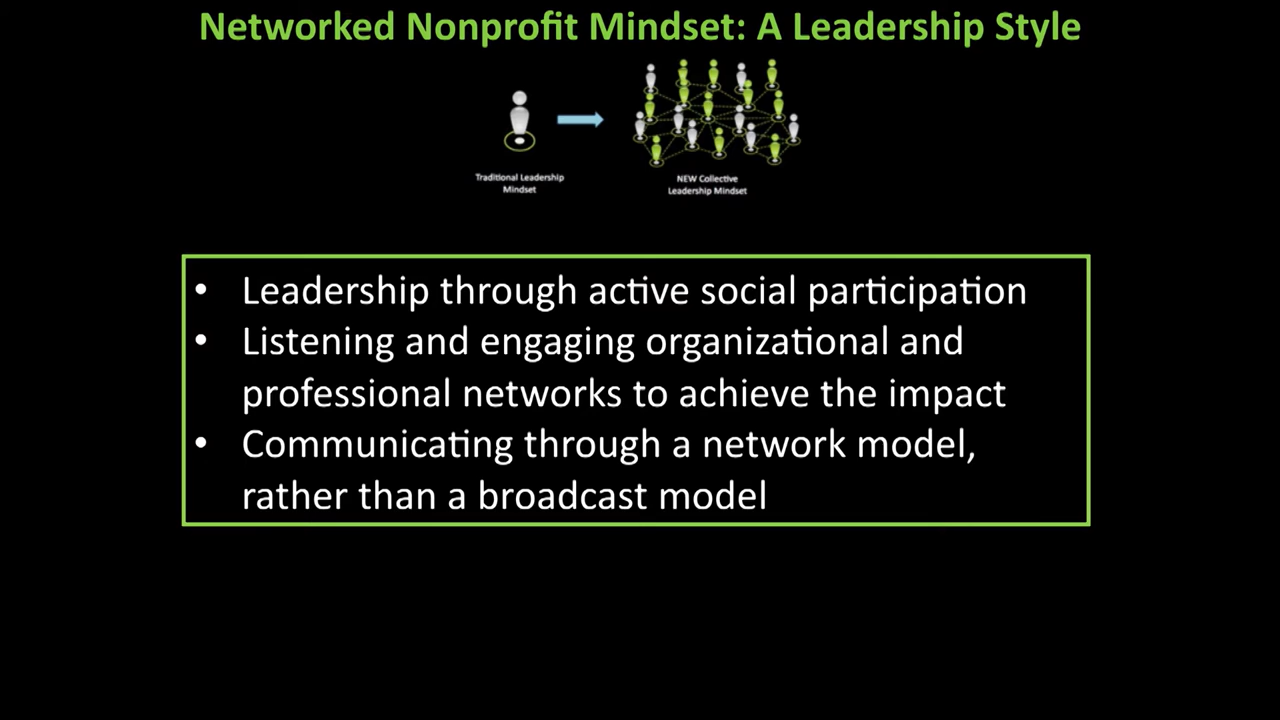 Networked Nonprofit Mindset: A Leadership Style
Traditional Leadership
Mindset
NEW Collective
Leadership Mindset
• Leadership through active social participation
• Listening and engaging organizational and
professional networks to achieve the impact
• Communicating through a network model,
rather than a broadcast model